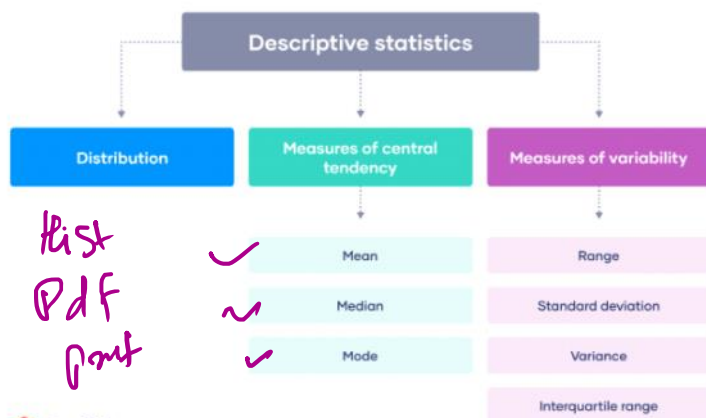 Descriptive statistics
Distribution
Measures of central
tendency
Measures of variability
Hist
Pdf
pmf
Mean
Median
Mode
Range
Standard deviation
Variance
Interquartile range